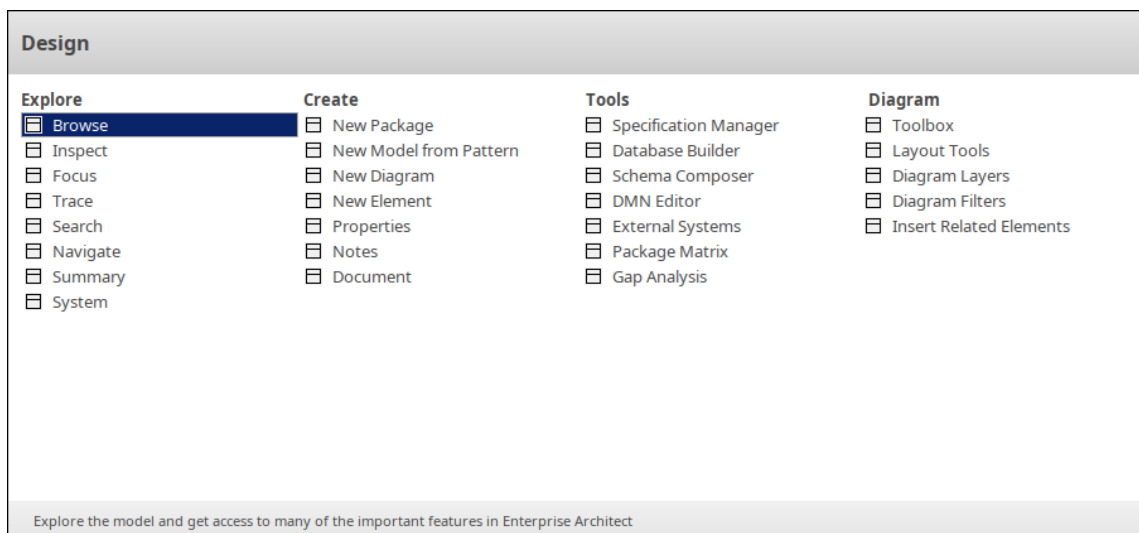 Design
Explore
Browse
Inspect
Focus
Trace
Search
Navigate
Summary
System
Create
New Package
New Model from Pattern
New Diagram
New Element
Properties
Notes
Document
Tools
Specification Manager
Database Builder
Schema Composer
DMN Editor
External Systems
Package Matrix
Gap Analysis
Diagram
Toolbox
Layout Tools
Diagram Layers
Diagram Filters
Insert Related Elements
Explore the model and get access to many of the important features in Enterprise Architect